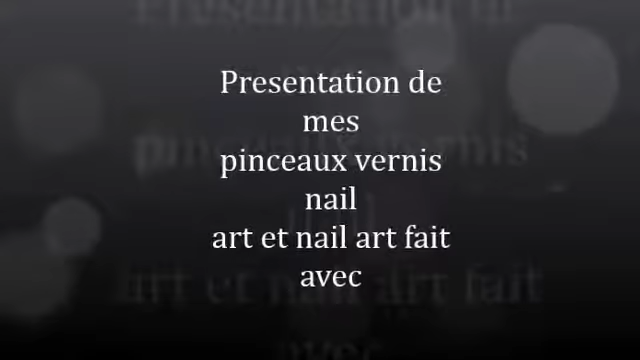 Presentation de
mes
pinceaux vernis
nail
art et nail art fait
avec